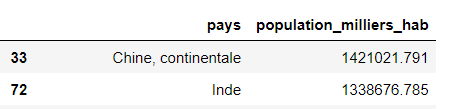 pays population_milliers_hab
33 Chine, continentale 1421021.791
72 Inde 1338676.785